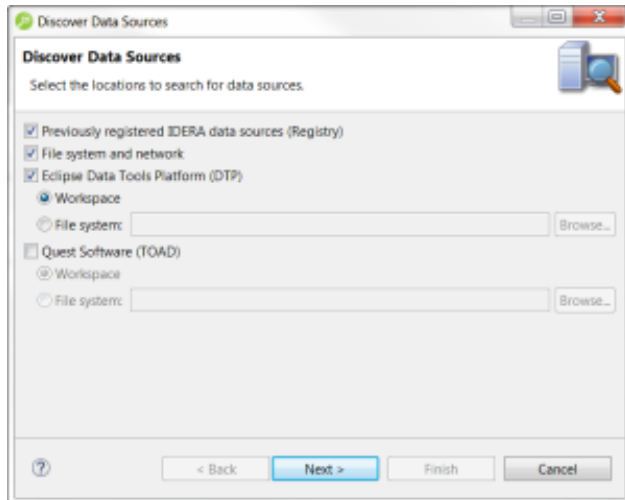 Discover Data Sources
Discover Data Sources
Select the locations to search for data sources.
Previously registered IDERA data sources (Registry)
File system and network
Eclipse Data Tools Platform (DTP)
Workspace
File system: Browse...
Quest Software (TOAD)
Workspace
File system: Browse...
? < Back Next > Finish Cancel